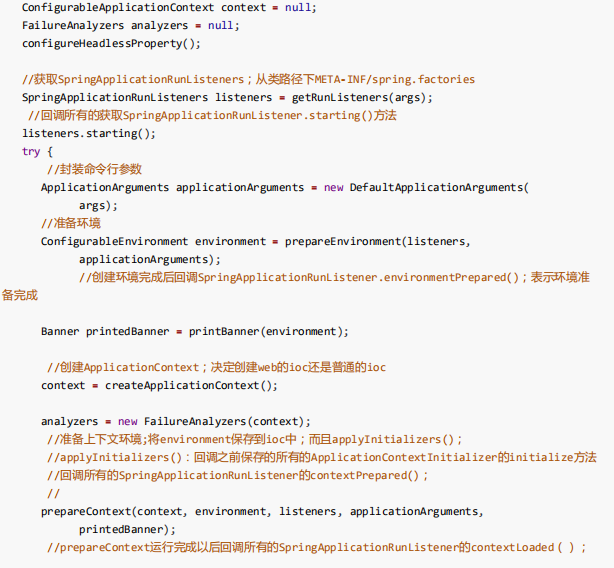 ConfigurableApplicationContext context = null;
FailureAnalyzers analyzers = null;
configureHeadlessProperty();
//获取SpringApplicationRunListeners；从类路径下META-INF/spring.factories
SpringApplicationRunListeners listeners = getRunListeners(args);
//回调所有的获取SpringApplicationRunListener.starting()方法
listeners.starting();
try {
//封装命令行参数
ApplicationArguments applicationArguments = new DefaultApplicationArguments(
args);
//准备环境
ConfigurableEnvironment environment = prepareEnvironment(listeners,
applicationArguments);
//创建环境完成后回调SpringApplicationRunListener.environmentPrepared()；表示环境准
备完成
Banner printedBanner = printBanner(environment);
//创建ApplicationContext；决定创建web的ioc还是普通的ioc
context = createApplicationContext();
analyzers = new FailureAnalyzers(context);
//准备上下文环境;将environment保存到ioc中；而且applyInitializers()；
//applyInitializers()：回调之前保存的所有的ApplicationContextInitializer的initialize方法
//回调所有的SpringApplicationRunListener的contextPrepared()；
//
prepareContext(context, environment, listeners, applicationArguments,
printedBanner);
//prepareContext运行完成以后回调所有的SpringApplicationRunListener的contextLoaded（）；